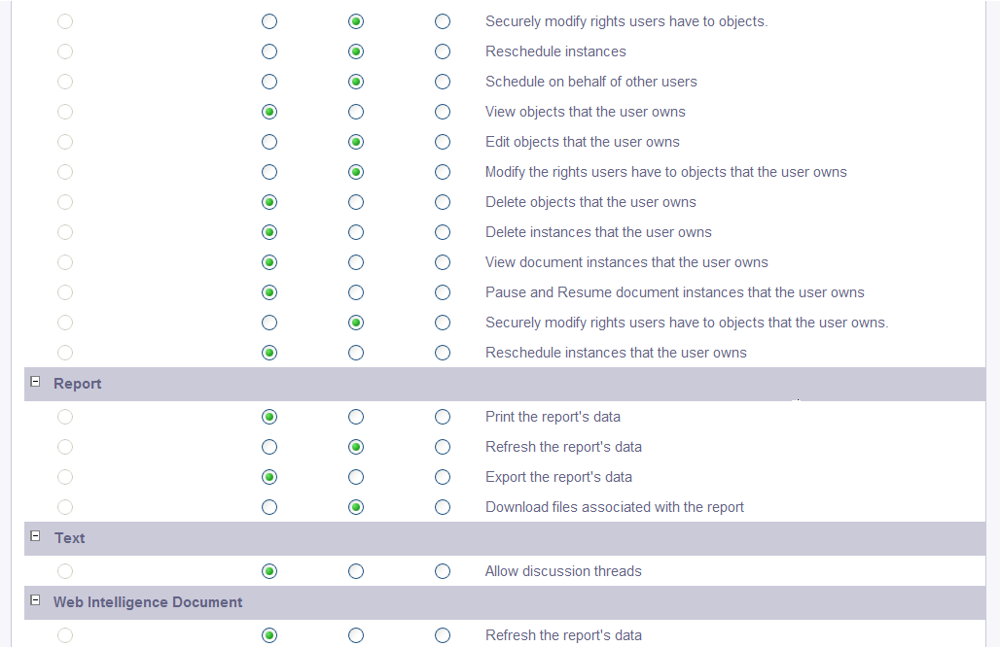 Securely modify rights users have to objects.
Reschedule instances
Schedule on behalf of other users
View objects that the user owns
Edit objects that the user owns
Modify the rights users have to objects that the user owns
Delete objects that the user owns
Delete instances that the user owns
View document instances that the user owns
Pause and Resume document instances that the user owns
Securely modify rights users have to objects that the user owns.
Reschedule instances that the user owns
Report
Print the report's data
Refresh the report's data
Export the report's data
Download files associated with the report
Text
Allow discussion threads
Web Intelligence Document
Refresh the report's data